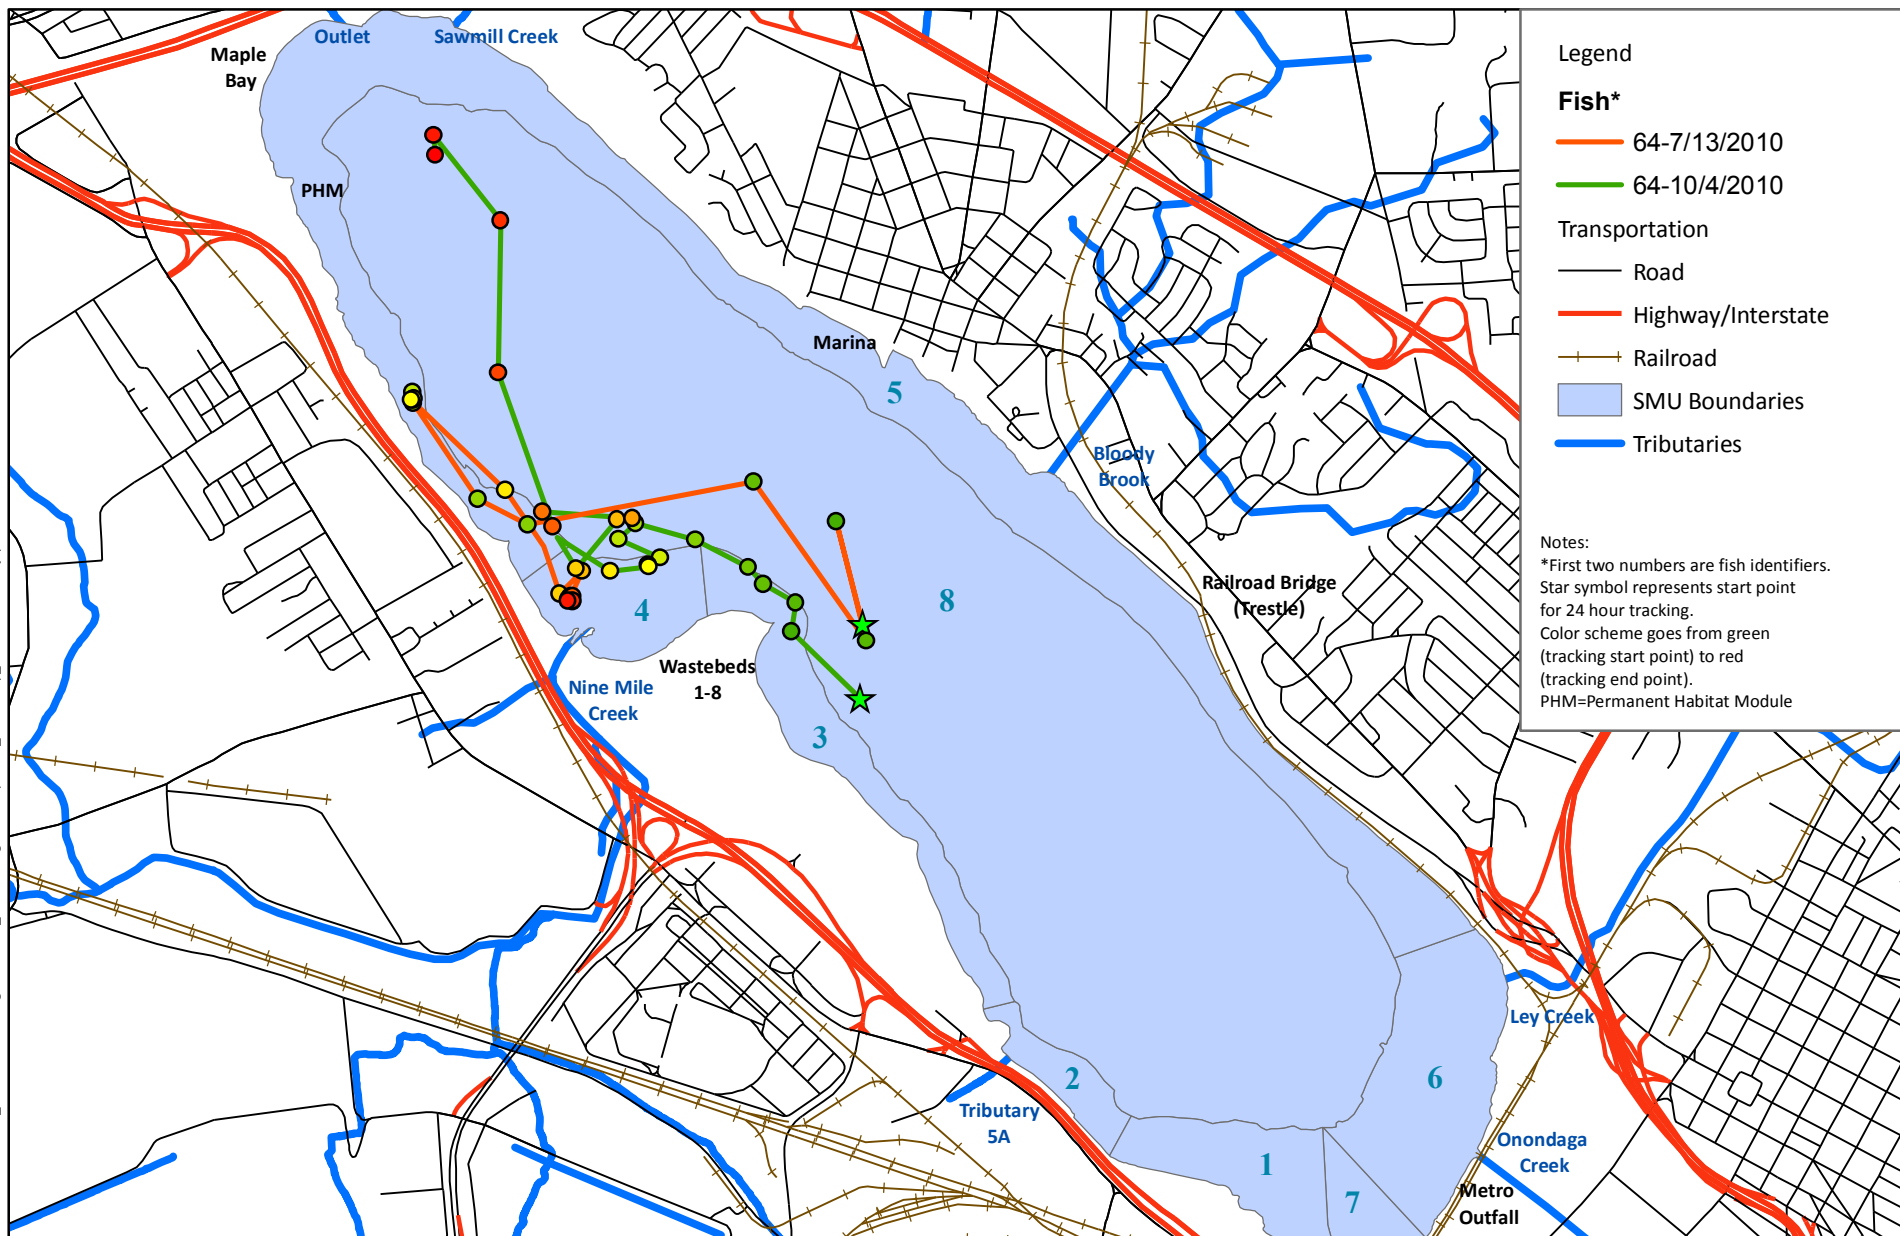 Outlet
Sawmill Creek
Maple
Bay
PHM
Marina
5
Bloody
Brook
Railroad Bridge
(Trestle)
8
4
Wastebeds
1-8
Nine Mile
Creek
3
Ley Creek
2
6
Tributary
5A
1
7
Onondaga
Creek
Metro
Outfall
Legend
Fish*
64-7/13/2010
64-10/4/2010
Transportation
Road
Highway/Interstate
Railroad
SMU Boundaries
Tributaries
Notes:
*First two numbers are fish identifiers.
Star symbol represents start point
for 24 hour tracking.
Color scheme goes from green
(tracking start point) to red
(tracking end point).
PHM=Permanent Habitat Module